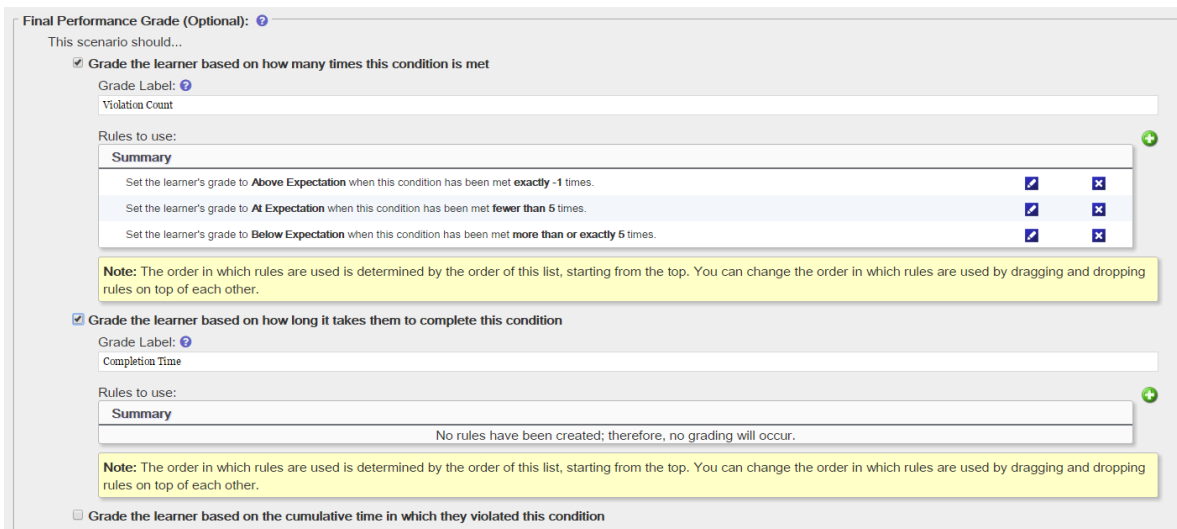 Final Performance Grade (Optional):
This scenario should...
Grade the learner based on how many times this condition is met
Grade Label:
Violation Count
Rules to use:
Summary
Set the learner's grade to Above Expectation when this condition has been met exactly -1 times.
Set the learner's grade to At Expectation when this condition has been met fewer than 5 times.
Set the learner's grade to Below Expectation when this condition has been met more than or exactly 5 times.
Note: The order in which rules are used is determined by the order of this list, starting from the top. You can change the order in which rules are used by dragging and dropping
rules on top of each other.
Grade the learner based on how long it takes them to complete this condition
Grade Label:
Completion Time
Rules to use:
Summary
No rules have been created; therefore, no grading will occur.
Note: The order in which rules are used is determined by the order of this list, starting from the top. You can change the order in which rules are used by dragging and dropping
rules on top of each other.
Grade the learner based on the cumulative time in which they violated this condition